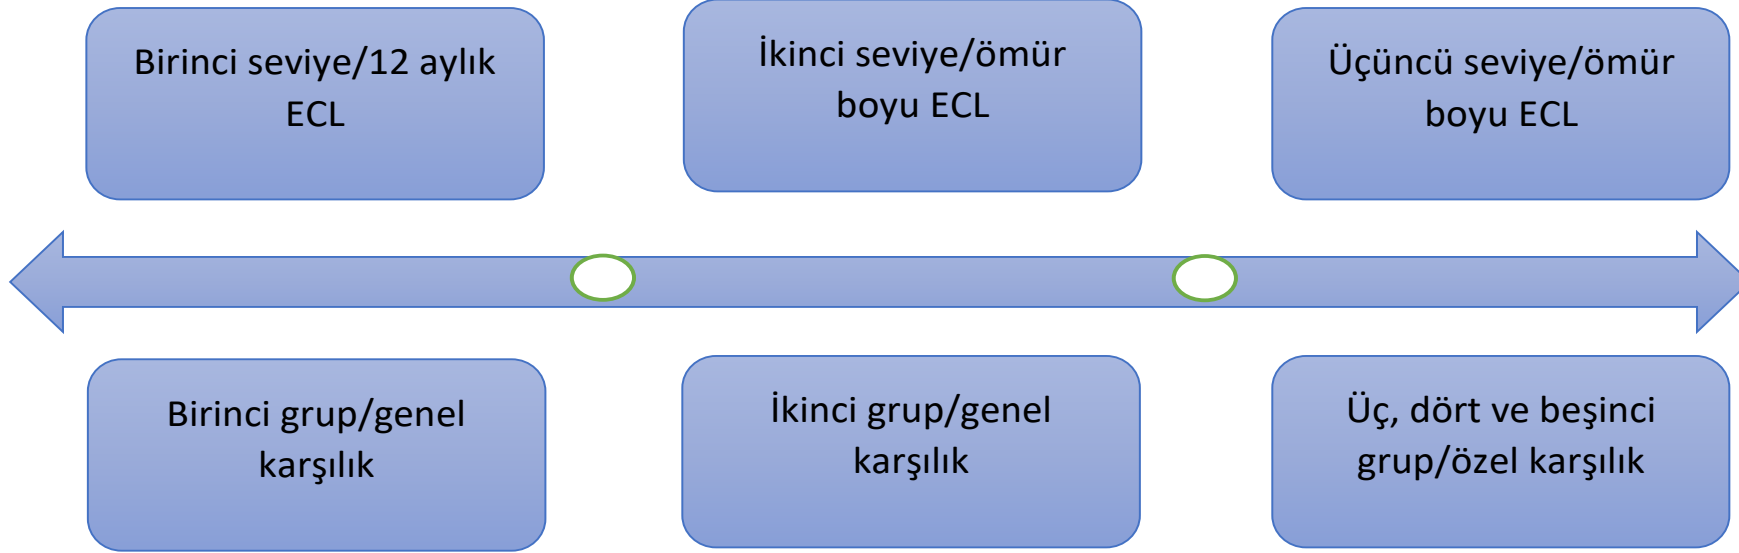 Birinci seviye/12 aylık
ECL
İkinci seviye/ömür
boyu ECL
Üçüncü seviye/ömür
boyu ECL
Birinci grup/genel
karşılık
İkinci grup/genel
karşılık
Üç, dört ve beşinci
grup/özel karşılık